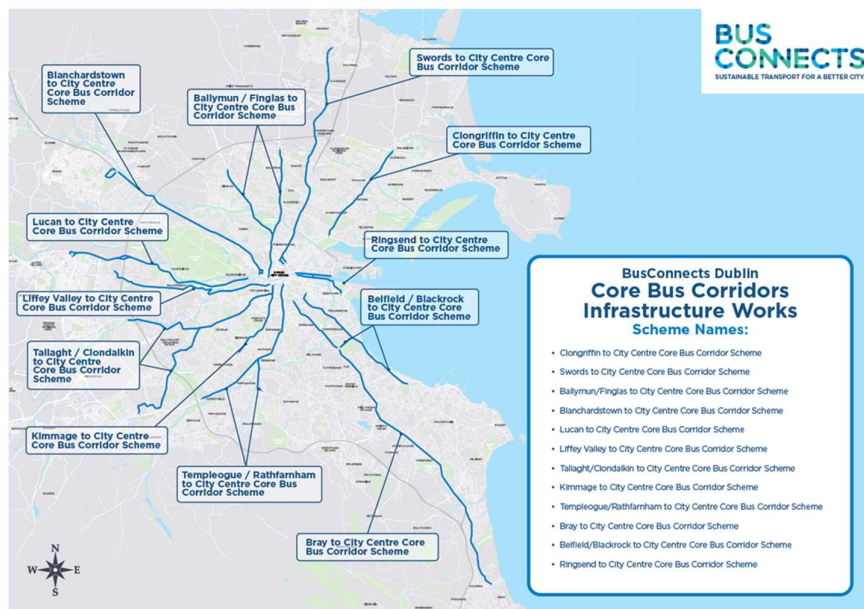 BUS
CONNECTS
SUSTAINABLE TRANSPORT FOR A BETTER CITY.
Swords to City Centre Core
Bus Corridor Scheme
Blanchardstown
to City Centre
Core Bus Corridor
Scheme
Ballymun / Finglas to
City Centre Core Bus
Corridor Scheme
Clongriffin to City Centre
Core Bus Corridor Scheme
Lucan to City Centre
Core Bus Corridor Scheme
Ringsend to City Centre
Core Bus Corridor Scheme
Liffey Valley to City Centre
Core Bus Corridor Scheme
Belfield / Blackrock
to City Centre Core
Bus Corridor Scheme
Tallaght / Clondalkin
to City Centre
Core Bus Corridor
Scheme
Kimmage to City Centre
Core Bus Corridor Scheme
Templeogue / Rathfarnham
to City Centre Core Bus
Corridor Scheme
Bray to City Centre Core
Bus Corridor Scheme
N
W E
S
BusConnects Dublin
Core Bus Corridors
Infrastructure Works
Scheme Names:
• Clongriffin to City Centre Core Bus Corridor Scheme
• Swords to City Centre Core Bus Corridor Scheme
• Ballymun/Finglas to City Centre Core Bus Corridor Scheme
• Blanchardstown to City Centre Core Bus Corridor Scheme
• Lucan to City Centre Core Bus Corridor Scheme
• Liffey Valley to City Centre Core Bus Corridor Scheme
• Tallaght/Clondalkin to City Centre Core Bus Corridor Scheme
• Kimmage to City Centre Core Bus Corridor Scheme
• Templeogue/Rathfarnham to City Centre Core Bus Corridor Scheme
• Bray to City Centre Core Bus Corridor Scheme
• Belfield/Blackrock to City Centre Core Bus Corridor Scheme
• Ringsend to City Centre Core Bus Corridor Scheme